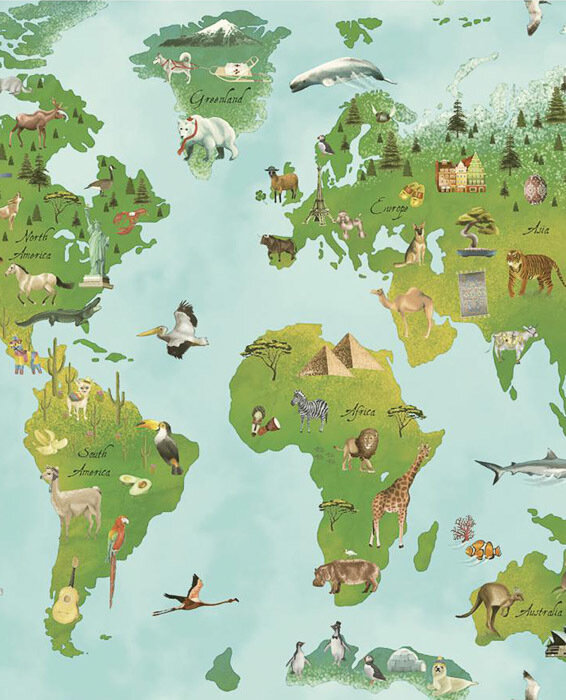 Greenland
Europe
North
America
Asia
Africa
South
America
Australia